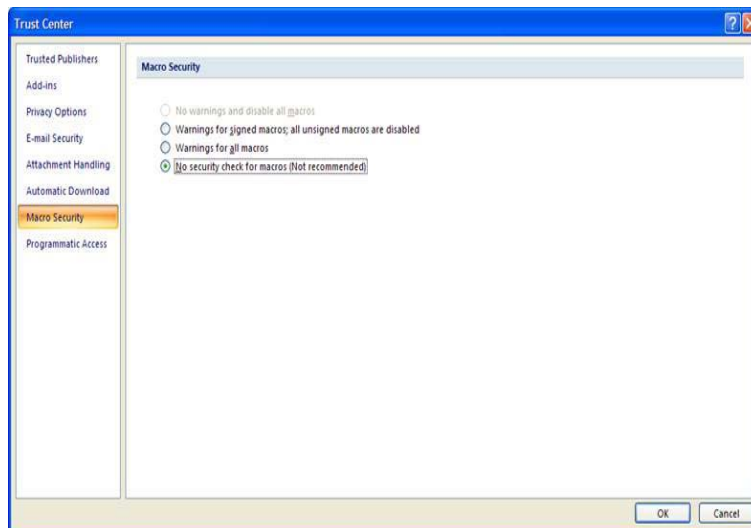 Trust Center
Trusted Publishers
Add-ins
Privacy Options
E-mail Security
Attachment Handling
Automatic Download
Macro Security
Programmatic Access
Macro Security
No warnings and disable all macros
Warnings for signed macros; all unsigned macros are disabled
Warnings for all macros
No security check for macros (Not recommended)
OK
Cancel